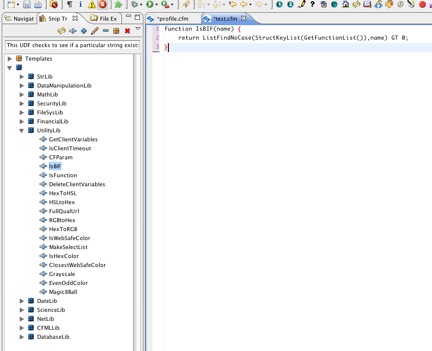 Navigat
Snip Tr
File Ex
*profile.cfm
*test.cfm
This UDF checks to see if a particular string exist:
Templates
StrLib
DataManipulationLib
MathLib
SecurityLib
FileSysLib
FinancialLib
UtilityLib
GetClientVariables
IsClientTimeout
CFParam
IsBIF
IsFunction
DeleteClientVariables
HexToHSL
HSLtoHex
FullQualUrl
RGBtoHex
HexToRGB
IsWebSafeColor
MakeSelectList
IsHexColor
ClosestWebSafeColor
Grayscale
EvenOddColor
Magic8Ball
DateLib
ScienceLib
NetLib
CFMLLib
DatabaseLib
1 function IsBIF(name) {
2 return ListFindNoCase(StructKeyList(GetFunctionList()),name) GT 0;
3 }